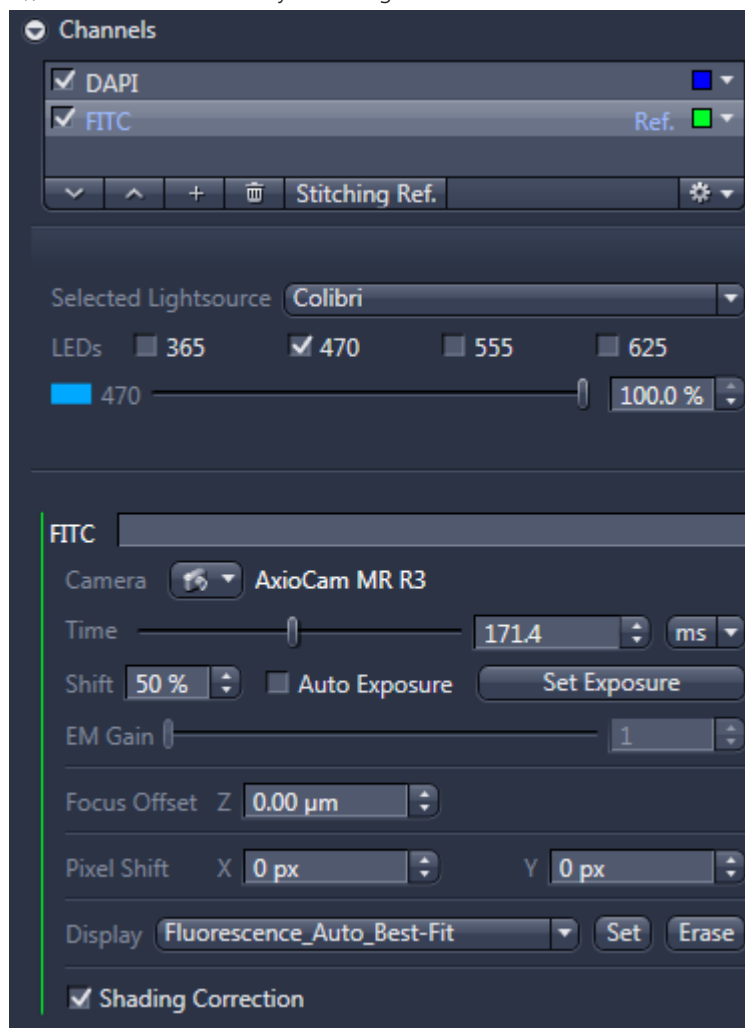 Channels
DAPI
FITC Ref.
+ Stitching Ref.
Selected Lightsource Colibri
LEDs 365 470 555 625
470 100.0 %
FITC
Camera AxioCam MR R3
Time 171.4 ms
Shift 50 % Auto Exposure Set Exposure
EM Gain 1
Focus Offset Z 0.00 µm
Pixel Shift X 0 px Y 0 px
Display Fluorescence_Auto_Best-Fit Set Erase
Shading Correction